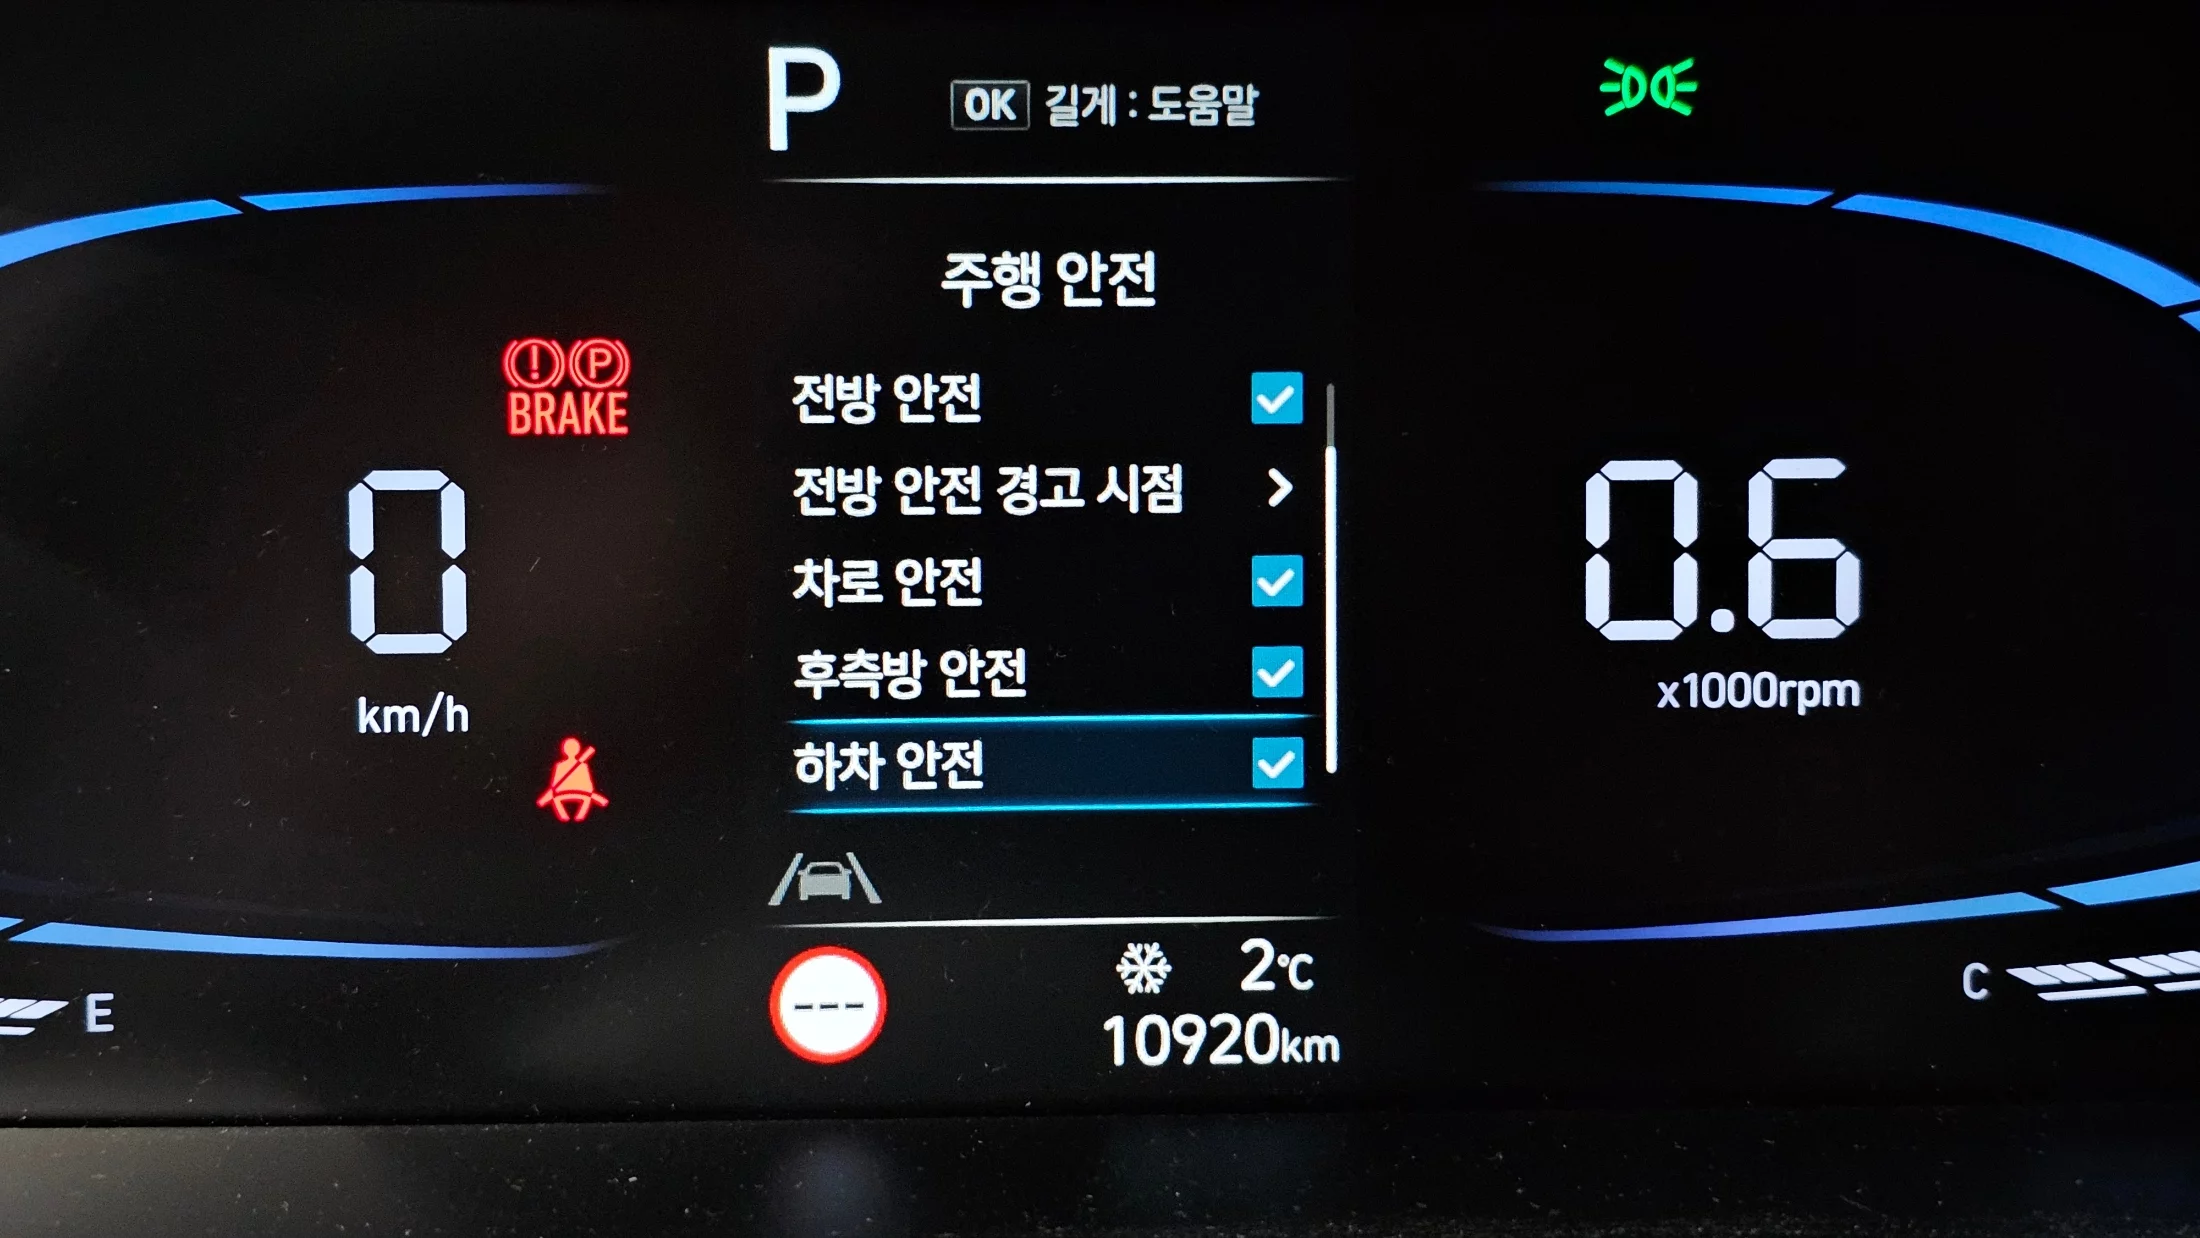 P
OK 길게 : 도움말
주행 안전
전방 안전
전방 안전 경고 시점
차로 안전
후측방 안전
하차 안전
! P
BRAKE
0
km/h
0.6
x1000rpm
E
---
2°C
10920km
C